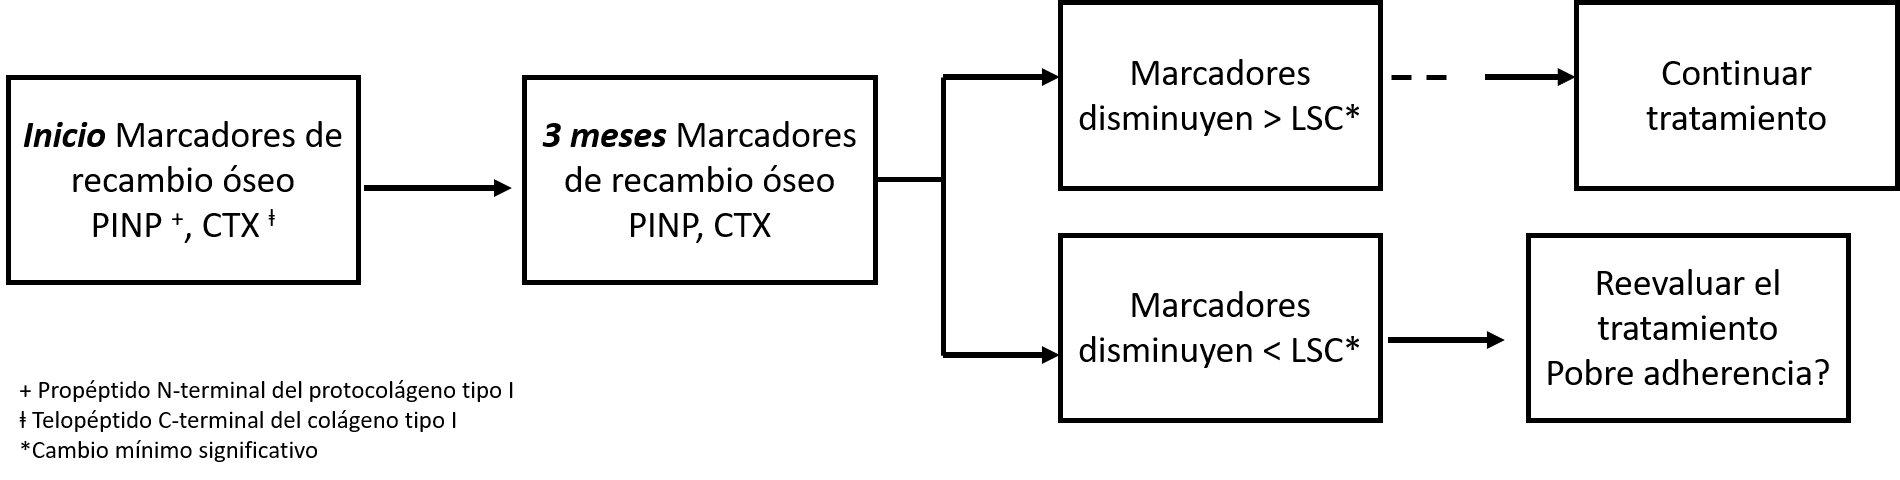 Inicio Marcadores de
recambio óseo
PINP +, CTX ǂ
3 meses Marcadores
de recambio óseo
PINP, CTX
Marcadores
disminuyen > LSC*
Continuar
tratamiento
Marcadores
disminuyen < LSC*
Reevaluar el
tratamiento
Pobre adherencia?
+ Propéptido N-terminal del protocolágeno tipo I
ǂ Telopéptido C-terminal del colágeno tipo I
*Cambio mínimo significativo